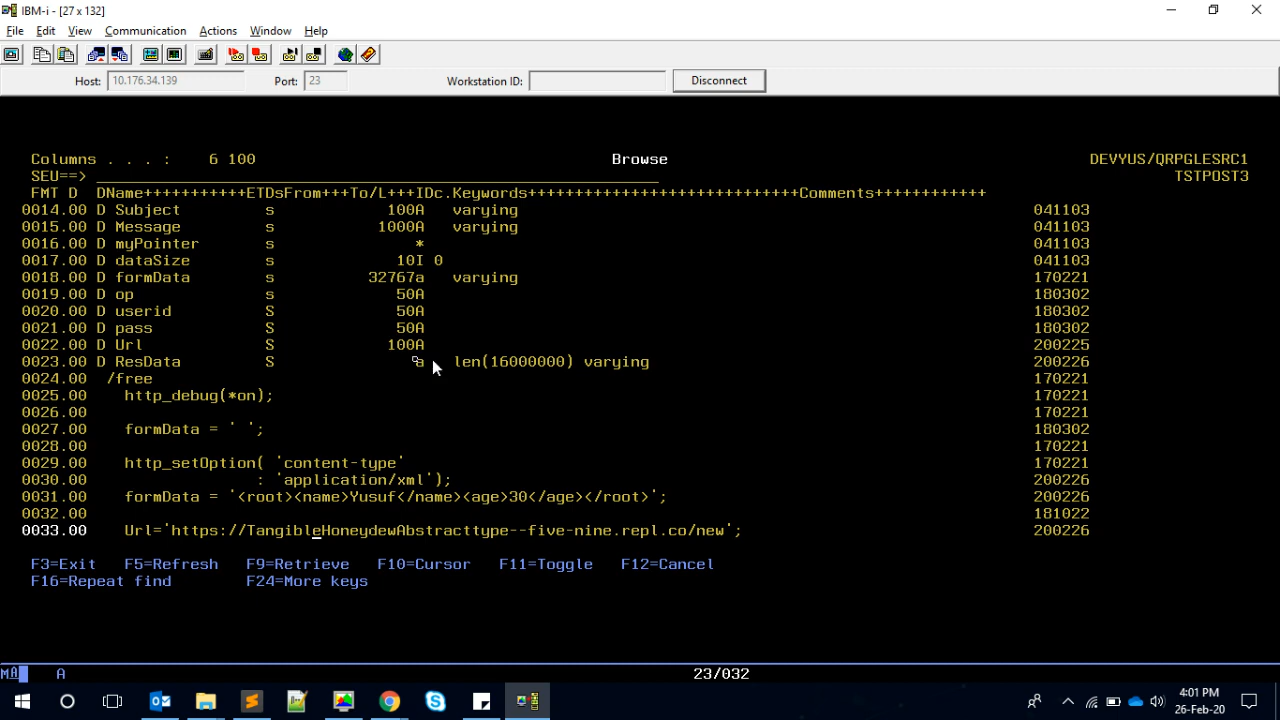 IBM-i - [27 x 132]
File Edit View Communication Actions Window Help
Host: 10.176.34.139 Port: 23 Workstation ID: Disconnect
Columns . . . : 6 100 Browse DEVYUS/QRPGLESRC1
SEU==> TSTPOST3
FMT D DName+++++++++++ETDsFrom+++To/L+++IDc.Keywords+++++++++++++++++++++++++++++Comments++++++++++++
0014.00 D Subject s 100A varying 041103
0015.00 D Message s 1000A varying 041103
0016.00 D myPointer s * 041103
0017.00 D dataSize s 10I 0 041103
0018.00 D formData s 32767a varying 170221
0019.00 D op s 50A 180302
0020.00 D userid S 50A 180302
0021.00 D pass S 50A 180302
0022.00 D Url S 100A 200225
0023.00 D ResData S a len(16000000) varying 200226
0024.00 /free 170221
0025.00 http_debug(*on); 170221
0026.00 170221
0027.00 formData = ' '; 180302
0028.00 170221
0029.00 http_setOption( 'content-type' 170221
0030.00 : 'application/xml'); 200226
0031.00 formData = '<root><name>Yusuf</name><age>30</age></root>'; 200226
0032.00 181022
0033.00 Url='https://TangibleHoneydewAbstracttype--five-nine.repl.co/new'; 200226
F3=Exit F5=Refresh F9=Retrieve F10=Cursor F11=Toggle F12=Cancel
F16=Repeat find F24=More keys
MA A 23/032
4:01 PM
26-Feb-20